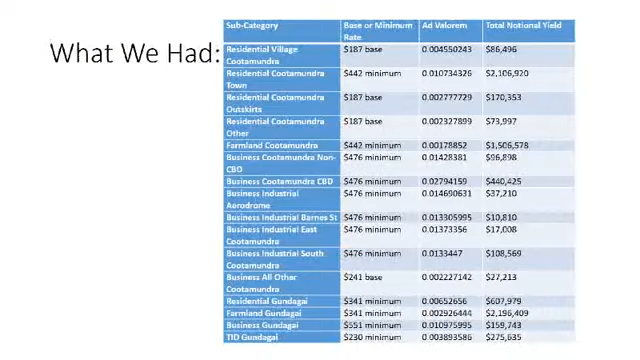 What We Had:
Sub-Category Base or Minimum Rate Ad Valorem Total Notional Yield
Residential Village Cootamundra $187 base 0.004550243 $86,496
Residential Cootamundra Town $442 minimum 0.010734326 $2,106,920
Residential Cootamundra Outskirts $187 base 0.002777729 $170,353
Residential Cootamundra Other $187 base 0.002327899 $73,997
Farmland Cootamundra $442 minimum 0.00178852 $1,506,578
Business Cootamundra Non-CBD $476 minimum 0.01428381 $96,898
Business Cootamundra CBD $476 minimum 0.02794159 $440,425
Business Industrial Aerodrome $476 minimum 0.014690631 $37,210
Business Industrial Barnes St $476 minimum 0.013305995 $10,810
Business Industrial East Cootamundra $476 minimum 0.01373356 $17,008
Business Industrial South Cootamundra $476 minimum 0.0133447 $108,569
Business All Other Cootamundra $241 base 0.002227142 $27,213
Residential Gundagai $341 minimum 0.00652656 $607,979
Farmland Gundagai $341 minimum 0.002926444 $2,196,409
Business Gundagai $551 minimum 0.010975995 $159,743
TID Gundagai $230 minimum 0.003893586 $275,635